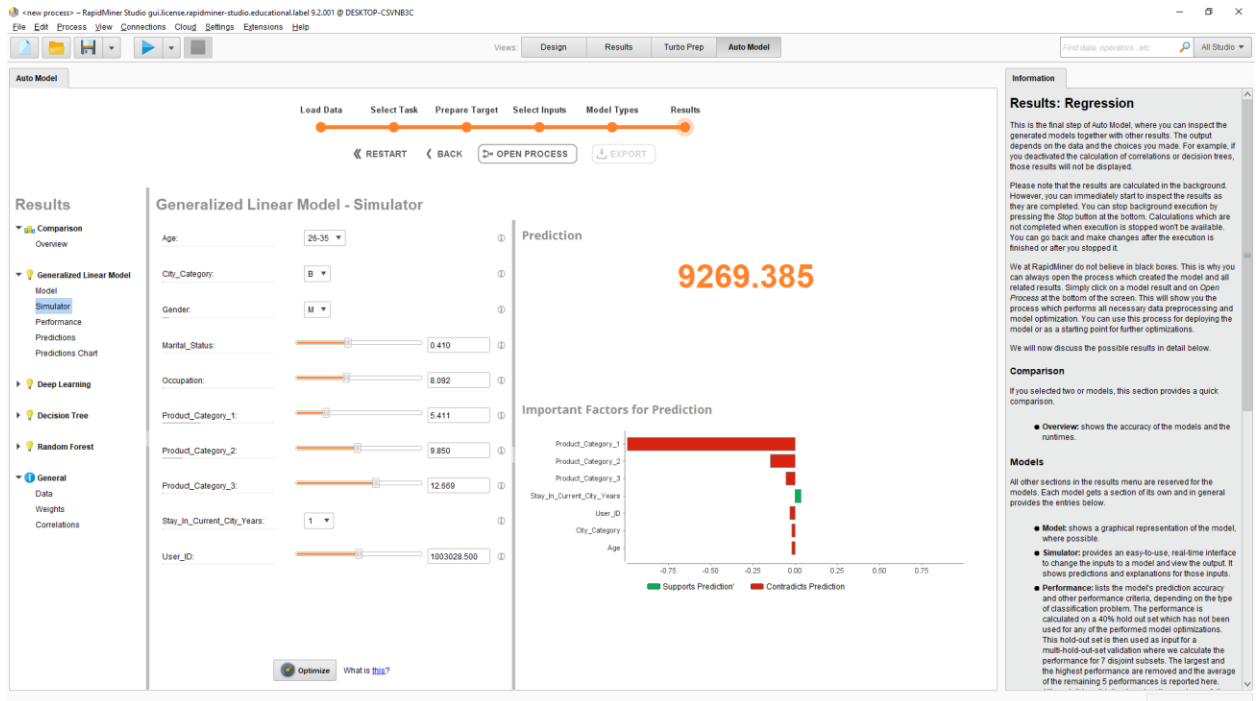 <new process> – RapidMiner Studio gui.license.rapidminer-studio.educational.label 9.2.001 @ DESKTOP-CSVNB3C
File Edit Process View Connections Cloud Settings Extensions Help
Views: Design Results Turbo Prep Auto Model
Find data, operators...etc
All Studio
Auto Model
Load Data Select Task Prepare Target Select Inputs Model Types Results
RESTART BACK OPEN PROCESS EXPORT
Results
Comparison
Overview
Generalized Linear Model
Model
Simulator
Performance
Predictions
Predictions Chart
Deep Learning
Decision Tree
Random Forest
General
Data
Weights
Correlations
Generalized Linear Model - Simulator
Age: 26-35
City_Category: B
Gender: M
Marital_Status: 0.410
Occupation: 8.092
Product_Category_1: 5.411
Product_Category_2: 9.850
Product_Category_3: 12.669
Stay_In_Current_City_Years: 1
User_ID: 1003028.500
Optimize What is this?
Prediction
9269.385
Important Factors for Prediction
Product_Category_1
Product_Category_2
Product_Category_3
Stay_In_Current_City_Years
User_ID
City_Category
Age
-0.75 -0.50 -0.25 0.00 0.25 0.50 0.75
Supports Prediction' Contradicts Prediction
Information
Results: Regression
This is the final step of Auto Model, where you can inspect the
generated models together with other results. The output
depends on the data and the choices you made. For example, if
you deactivated the calculation of correlations or decision trees,
those results will not be displayed.
Please note that the results are calculated in the background.
However, you can immediately start to inspect the results as
they are completed. You can stop background execution by
pressing the Stop button at the bottom. Calculations which are
not completed when execution is stopped won't be available.
You can go back and make changes after the execution is
finished or after you stopped it.
We at RapidMiner do not believe in black boxes. This is why you
can always open the process which created the model and all
related results. Simply click on a model result and on Open
Process at the bottom of the screen. This will show you the
process which performs all necessary data preprocessing and
model optimization. You can use this process for deploying the
model or as a starting point for further optimizations.
We will now discuss the possible results in detail below.
Comparison
If you selected two or models, this section provides a quick
comparison.
Overview: shows the accuracy of the models and the
runtimes.
Models
All other sections in the results menu are reserved for the
models. Each model gets a section of its own and in general
provides the entries below.
Model: shows a graphical representation of the model,
where possible.
Simulator: provides an easy-to-use, real-time interface
to change the inputs to a model and view the output. It
shows predictions and explanations for those inputs.
Performance: lists the model's prediction accuracy
and other performance criteria, depending on the type
of classification problem. The performance is
calculated on a 40% hold out set which has not been
used for any of the performed model optimizations.
This hold-out set is then used as input for a
multi-hold-out-set validation where we calculate the
performance for 7 disjoint subsets. The largest and
the highest performance are removed and the average
of the remaining 5 performances is reported here.